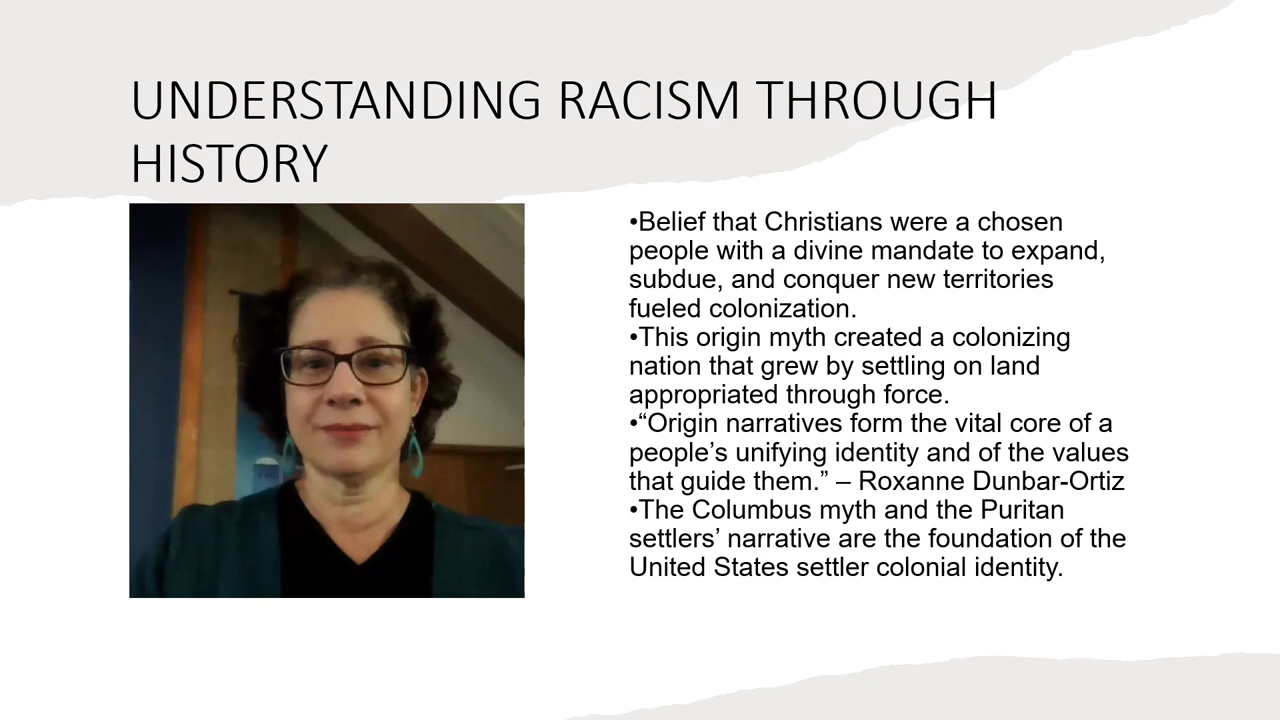 UNDERSTANDING RACISM THROUGH
HISTORY
•Belief that Christians were a chosen
people with a divine mandate to expand,
subdue, and conquer new territories
fueled colonization.
•This origin myth created a colonizing
nation that grew by settling on land
appropriated through force.
•“Origin narratives form the vital core of a
people’s unifying identity and of the values
that guide them.” – Roxanne Dunbar-Ortiz
•The Columbus myth and the Puritan
settlers’ narrative are the foundation of the
United States settler colonial identity.